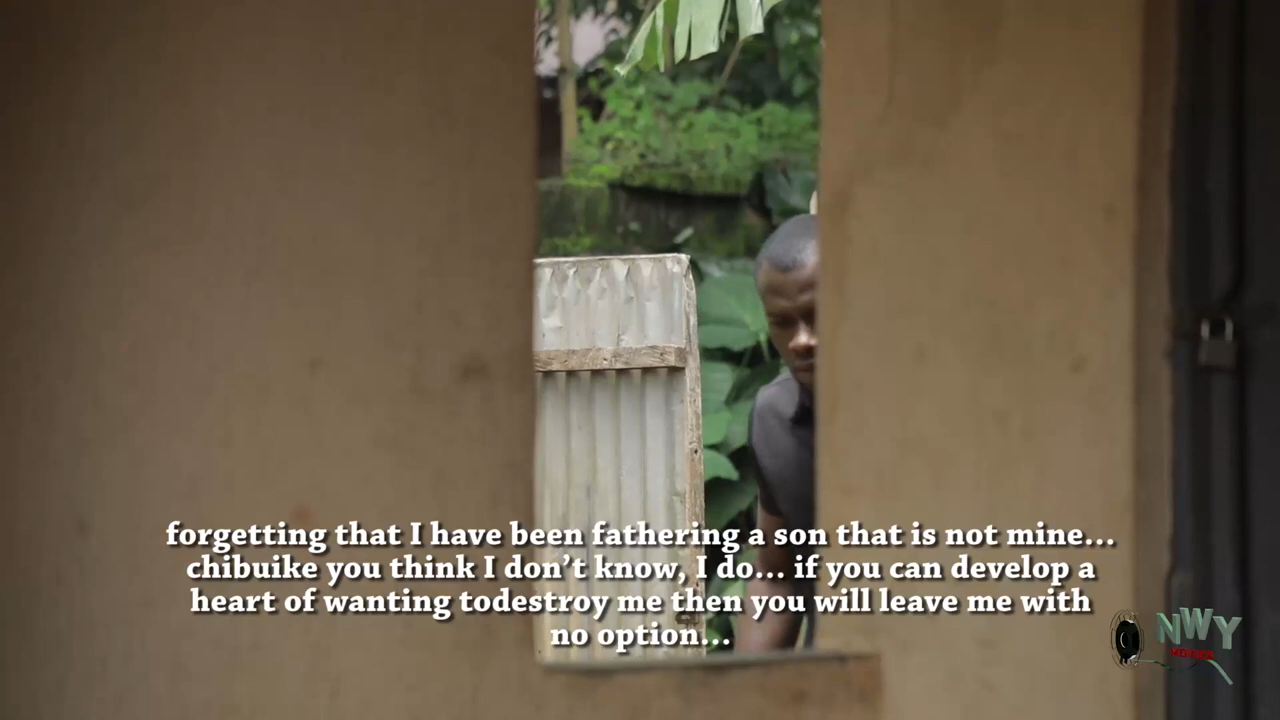 forgetting that I have been fathering a son that is not mine...
chibuike you think I don't know, I do... if you can develop a
heart of wanting todestroy me then you will leave me with
no option...
NWY
MOVIES